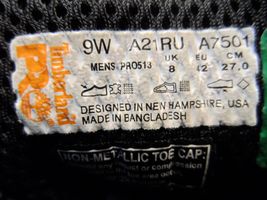 Timberland
PRO
9W A21RU A7501
MENS PRO513
UK EU CM
8 42 27.0
DESIGNED IN NEW HAMPSHIRE, USA
MADE IN BANGLADESH
NON-METALLIC TOE CAP: